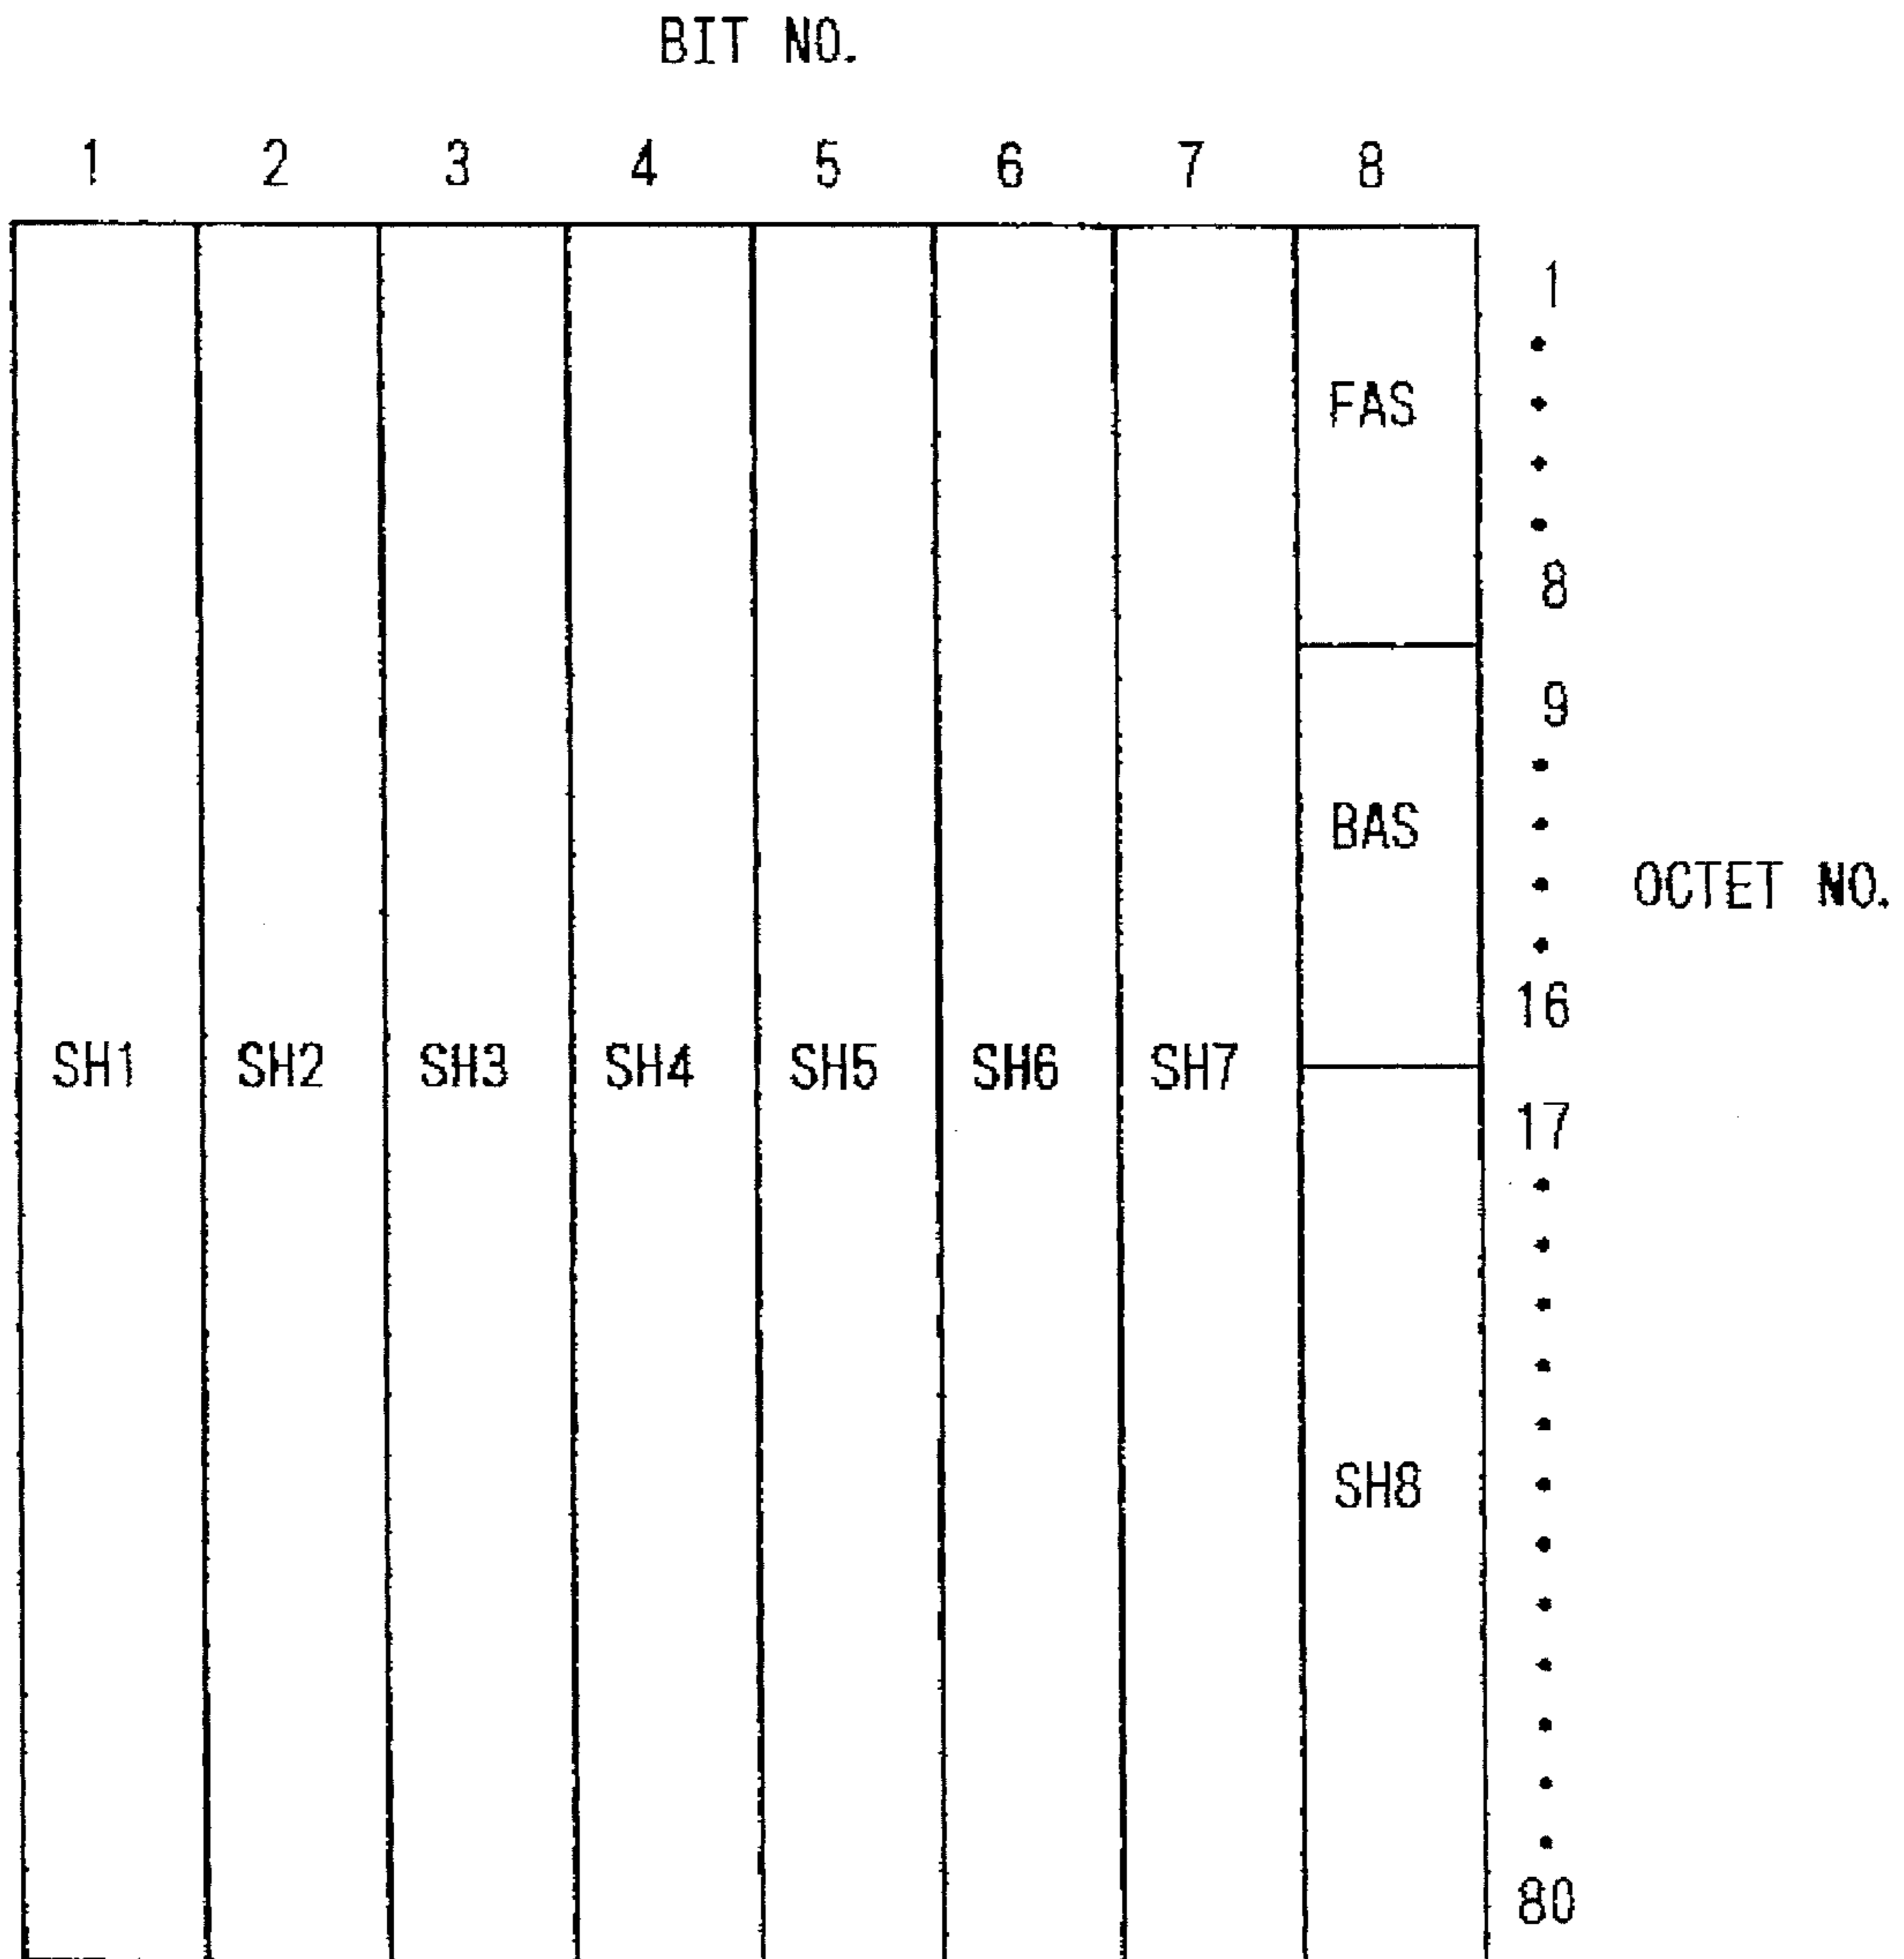 BIT NO.
1 2 3 4 5 6 7 8
1
FAS
8
9
BAS
OCTET NO.
16
SH1 SH2 SH3 SH4 SH5 SH6 SH7
17
SH8
80